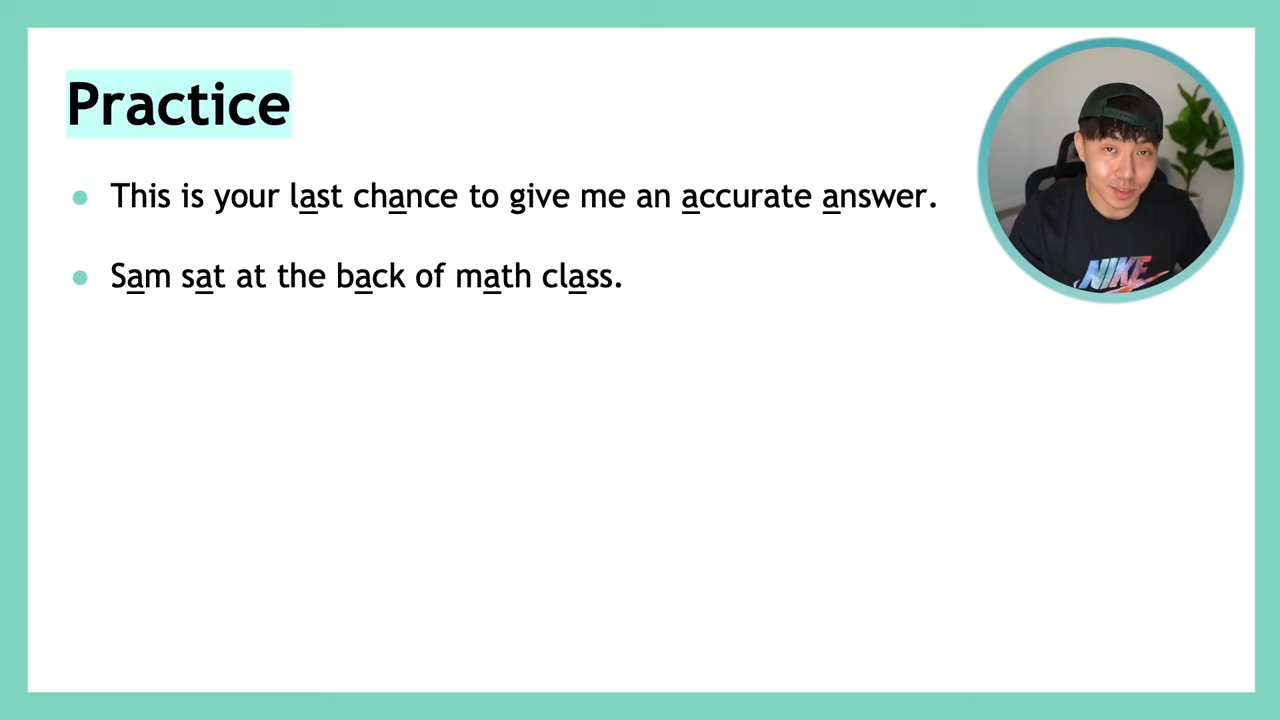 Practice
● This is your last chance to give me an accurate answer.
● Sam sat at the back of math class.
NIKE